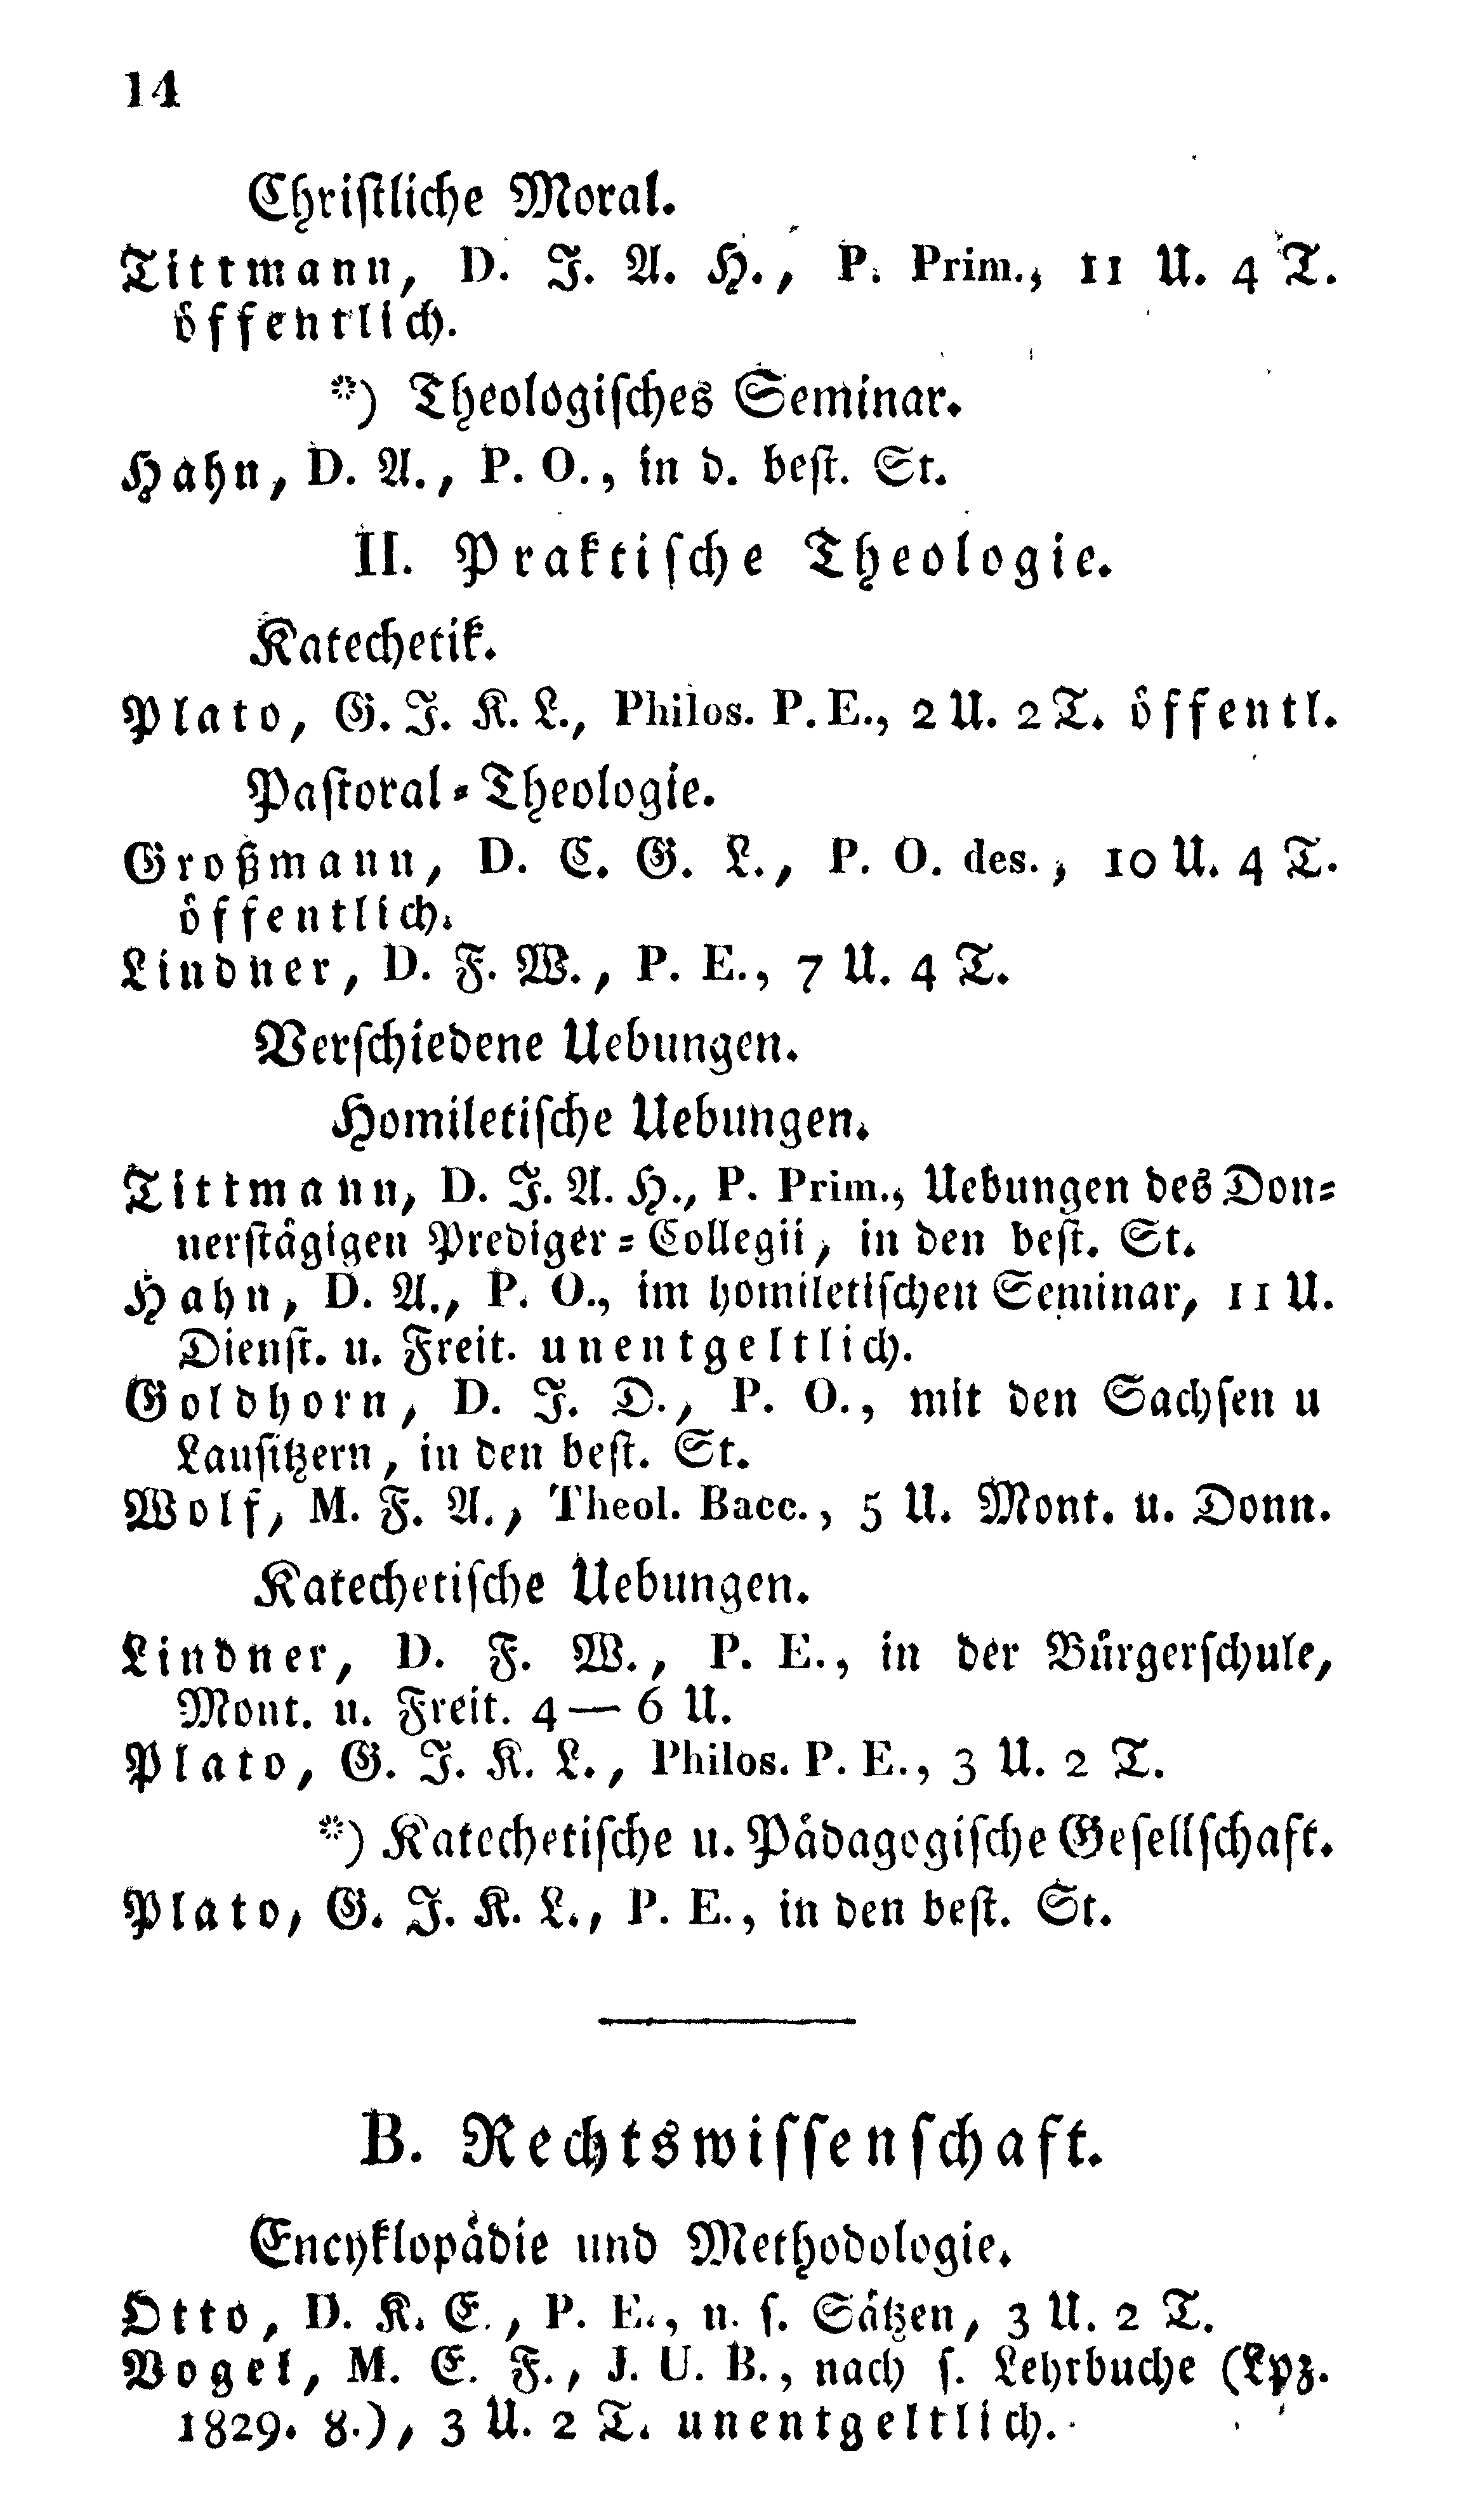 14
Chriſtliche Moral.
Tittmann, D. J. A. H., P. Prim., 11 U. 4 T.
öffentlich.
*) Theologiſches Seminar.
Hahn, D. A., P. O., in d. beſt. St.
II. Praktiſche Theologie.
Katechetik.
Plato, G. J. K. L., Philos. P. E., 2 U. 2 T. öffentl.
Paſtoral-Theologie.
Großmann, D. C. G. L., P. O. des., 10 U. 4 T.
öffentlich.
Lindner, D. F. W., P. E., 7 U. 4 T.
Verſchiedene Uebungen.
Homiletiſche Uebungen.
Tittmann, D. J. A. H., P. Prim., Uebungen des Don-
nerſtägigen Prediger-Collegii, in den beſt. St.
Hahn, D. A., P. O., im homiletiſchen Seminar, 11 U.
Dienſt. u. Freit. unentgeltlich.
Goldhorn, D. J. D., P. O., mit den Sachſen u
Lauſitzern, in den beſt. St.
Wolf, M. F. A., Theol. Bacc., 5 U. Mont. u. Donn.
Katechetiſche Uebungen.
Lindner, D. F. W., P. E., in der Bürgerſchule,
Mont. u. Freit. 4 — 6 U.
Plato, G. J. K. L., Philos. P. E., 3 U. 2 T.
*) Katechetiſche u. Pädagogiſche Geſellſchaft.
Plato, G. J. K. L., P. E., in den beſt. St.
B. Rechtswiſſenſchaft.
Encyklopädie und Methodologie.
Otto, D. K. E., P. E., n. ſ. Sätzen, 3 U. 2 T.
Vogel, M. E. F., J. U. B., nach ſ. Lehrbuche (Lpz.
1829. 8.), 3 U. 2 T. unentgeltlich.